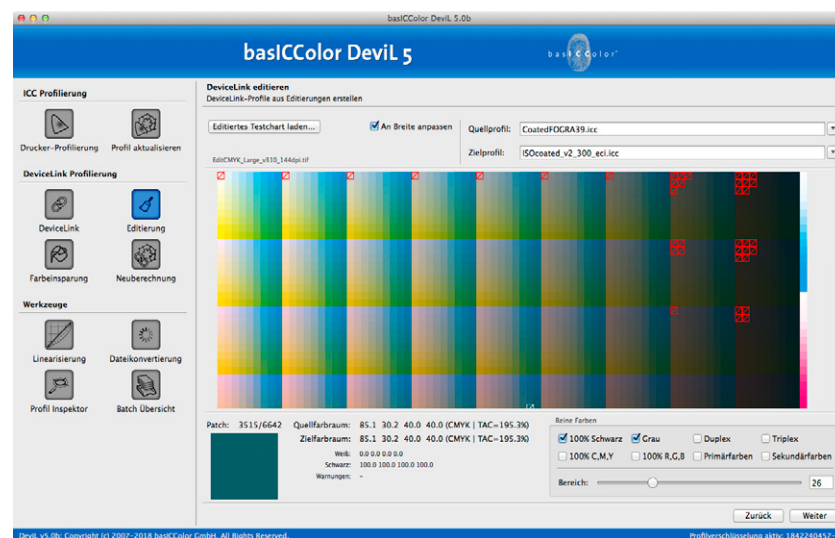 basICColor DeviL 5.0b
basICColor DeviL 5
basICColor
ICC Profilierung
Drucker-Profilierung Profil aktualisieren
DeviceLink Profilierung
DeviceLink Editierung
Farbeinsparung Neuberechnung
Werkzeuge
Linearisierung Dateikonvertierung
Profil Inspektor Batch Übersicht
DeviceLink editieren
DeviceLink-Profile aus Editierungen erstellen
Editiertes Testchart laden... An Breite anpassen
Quellprofil: CoatedFOGRA39.icc
Zielprofil: ISOcoated_v2_300_eci.icc
EditCMYK_Large_v810_144dpi.tif
Patch: 3515/6642 Quellfarbraum: 85.1 30.2 40.0 40.0 (CMYK | TAC=195.3%)
Zielfarbraum: 85.1 30.2 40.0 40.0 (CMYK | TAC=195.3%)
Weiß: 0.0 0.0 0.0 0.0
Schwarz: 100.0 100.0 100.0 100.0
Warnungen: -
Reine Farben
100% Schwarz Grau Duplex Triplex
100% C,M,Y 100% R,G,B Primärfarben Sekundärfarben
Bereich: 26
Zurück Weiter
DeviL v5.0b: Copyright (c) 2007-2018 basICColor GmbH. All Rights Reserved. Profilverschlüsselung aktiv: 1842240457-